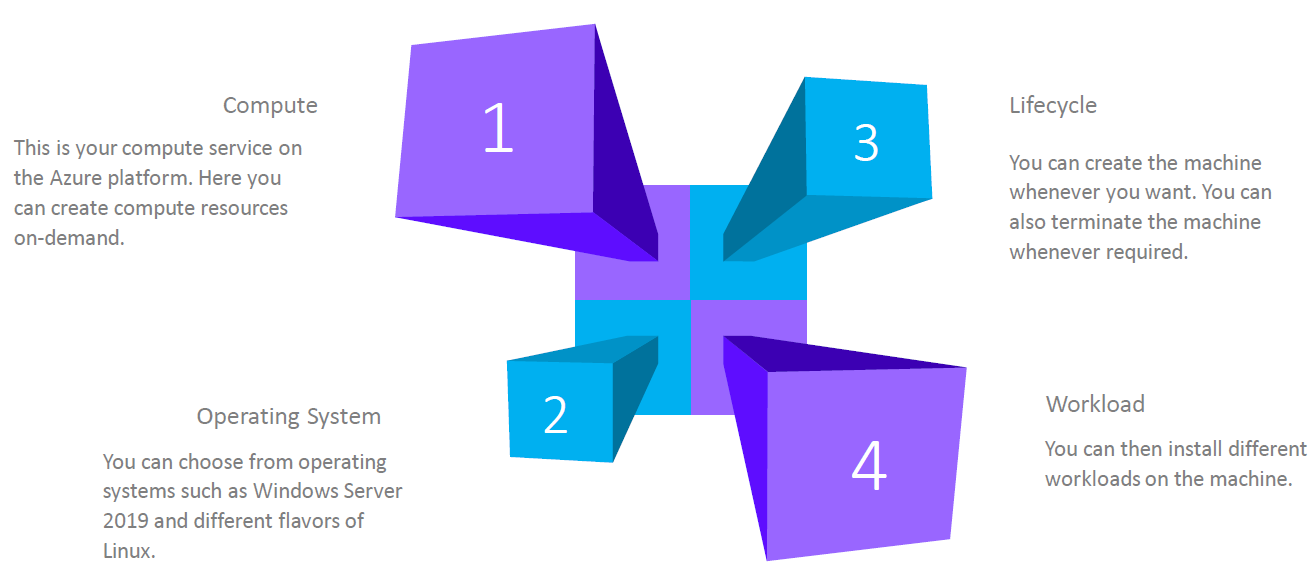 Compute
This is your compute service on
the Azure platform. Here you
can create compute resources
on-demand.
1
Operating System
You can choose from operating
systems such as Windows Server
2019 and different flavors of
Linux.
2
3
Lifecycle
You can create the machine
whenever you want. You can
also terminate the machine
whenever required.
4
Workload
You can then install different
workloads on the machine.